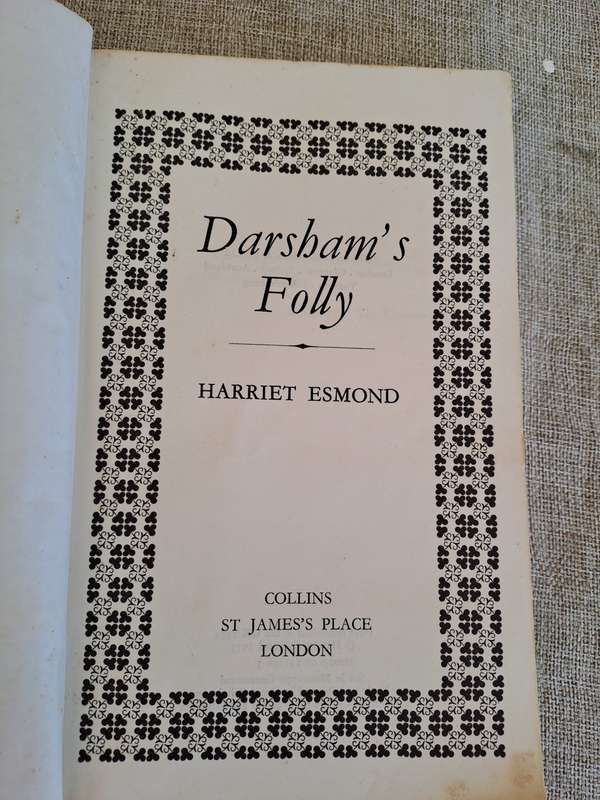 Darsham's
Folly
HARRIET ESMOND
COLLINS
ST JAMES'S PLACE
LONDON